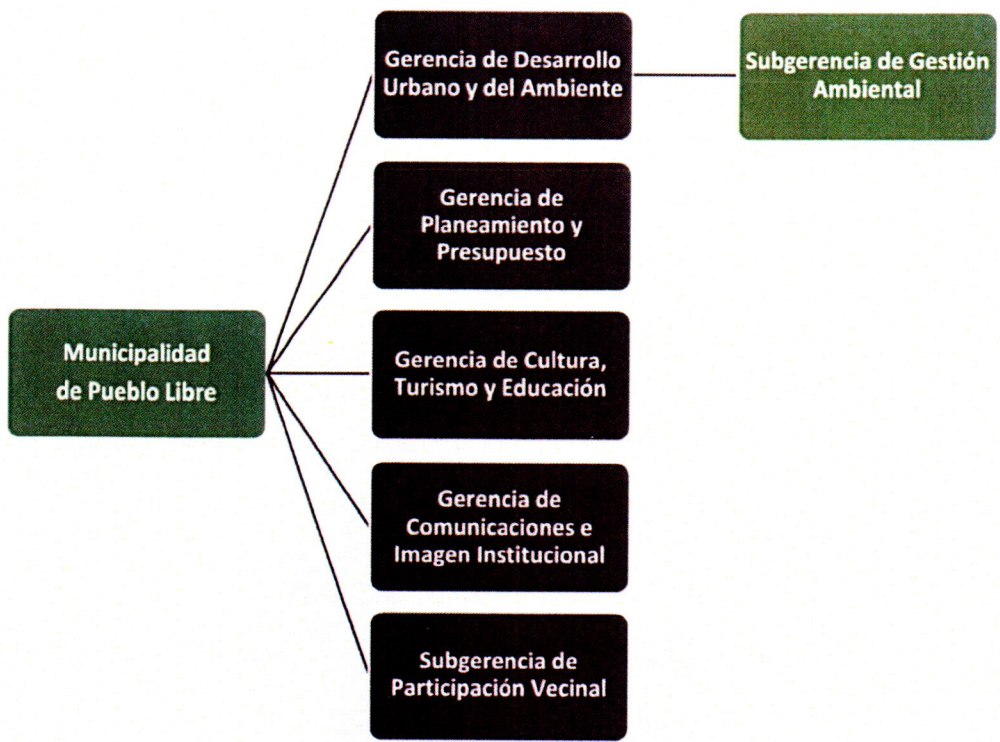 Gerencia de Desarrollo
Urbano y del Ambiente
Subgerencia de Gestión
Ambiental
Gerencia de
Planeamiento y
Presupuesto
Municipalidad
de Pueblo Libre
Gerencia de Cultura,
Turismo y Educación
Gerencia de
Comunicaciones e
Imagen Institucional
Subgerencia de
Participación Vecinal